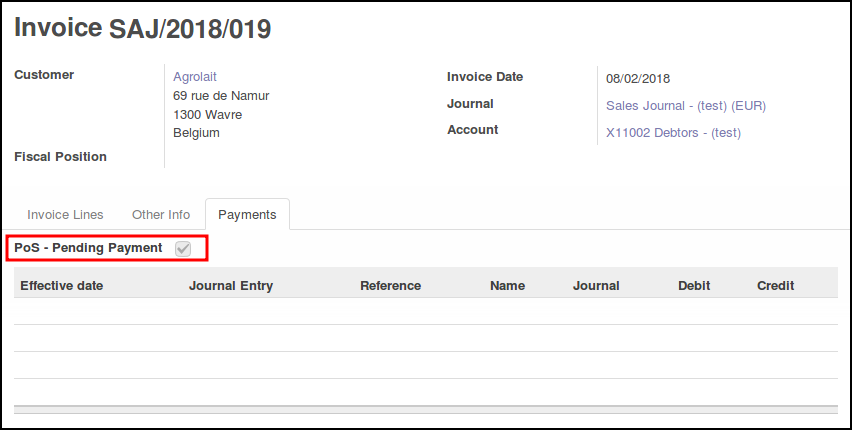 Invoice SAJ/2018/019
Customer
Agrolait
69 rue de Namur
1300 Wavre
Belgium
Fiscal Position
Invoice Date 08/02/2018
Journal Sales Journal - (test) (EUR)
Account X11002 Debtors - (test)
Invoice Lines Other Info Payments
PoS - Pending Payment
Effective date Journal Entry Reference Name Journal Debit Credit